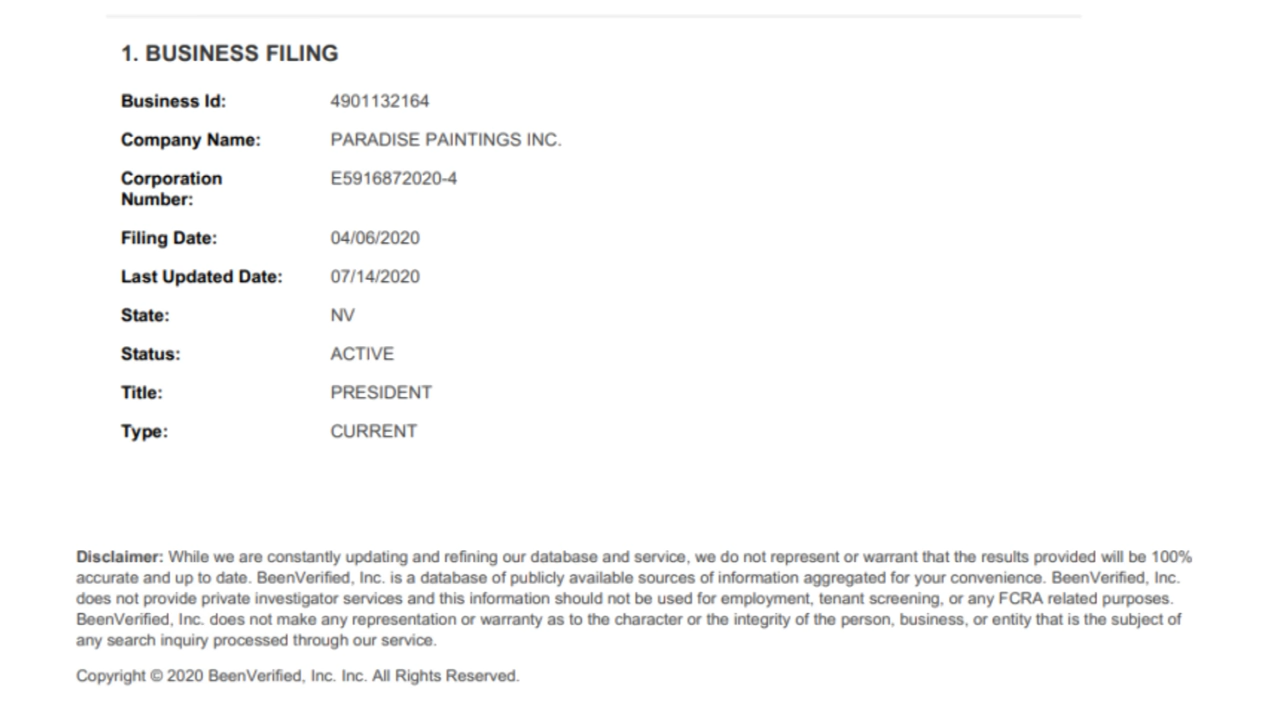 1. BUSINESS FILING
Business Id: 4901132164
Company Name: PARADISE PAINTINGS INC.
Corporation E5916872020-4
Number:
Filing Date: 04/06/2020
Last Updated Date: 07/14/2020
State: NV
Status: ACTIVE
Title: PRESIDENT
Type: CURRENT
Disclaimer: While we are constantly updating and refining our database and service, we do not represent or warrant that the results provided will be 100%
accurate and up to date. BeenVerified, Inc. is a database of publicly available sources of information aggregated for your convenience. BeenVerified, Inc.
does not provide private investigator services and this information should not be used for employment, tenant screening, or any FCRA related purposes.
BeenVerified, Inc. does not make any representation or warranty as to the character or the integrity of the person, business, or entity that is the subject of
any search inquiry processed through our service.
Copyright © 2020 BeenVerified, Inc. Inc. All Rights Reserved.